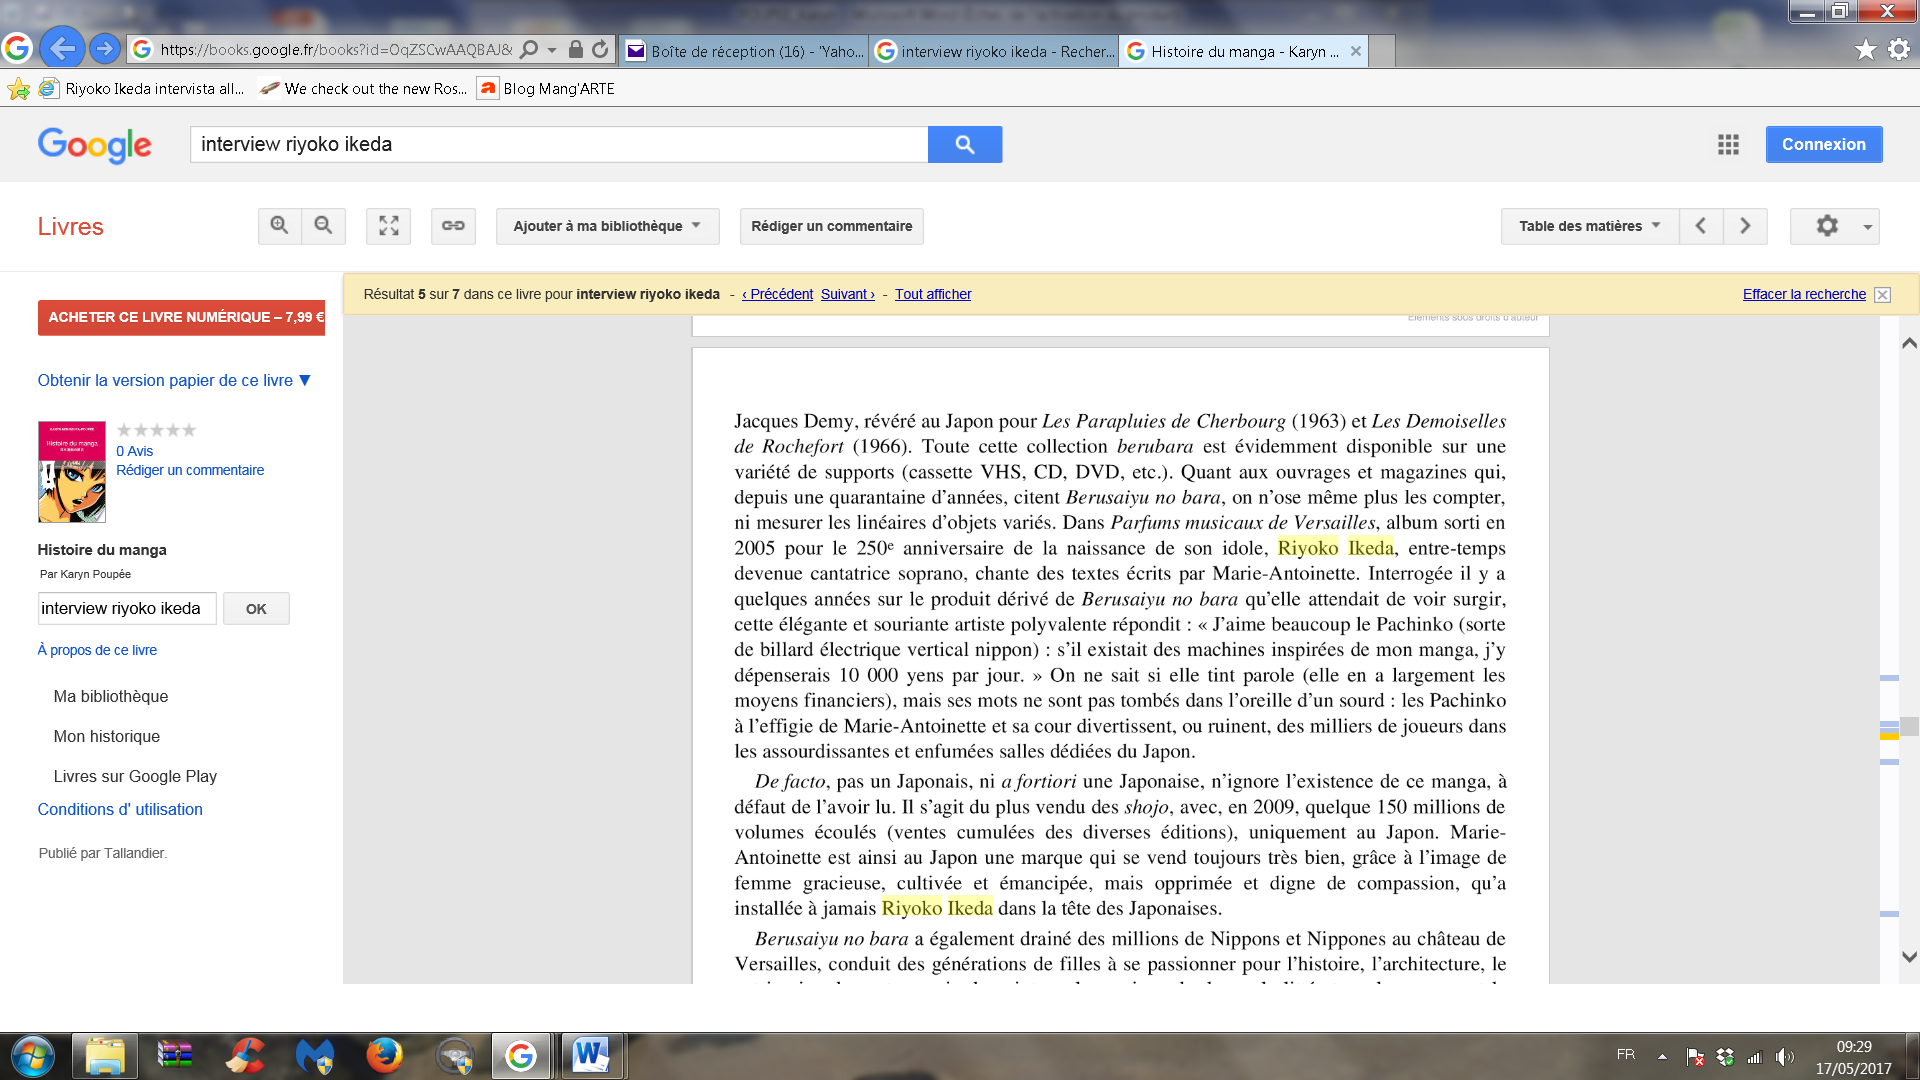 https://books.google.fr/books?id=OqZSCwAAQBAJ&
Boîte de réception (16) - 'Yaho...
interview riyoko ikeda - Recher...
Histoire du manga - Karyn ...
Riyoko Ikeda intervista all...
We check out the new Ros...
Blog Mang'ARTE
Google
interview riyoko ikeda
Connexion
Livres
Ajouter à ma bibliothèque
Rédiger un commentaire
Table des matières
Résultat 5 sur 7 dans ce livre pour interview riyoko ikeda - ‹ Précédent Suivant › - Tout afficher
Effacer la recherche
ACHETER CE LIVRE NUMÉRIQUE – 7,99 €
Obtenir la version papier de ce livre ▼
Histoire du manga
0 Avis
Rédiger un commentaire
Histoire du manga
Par Karyn Poupée
interview riyoko ikeda
OK
À propos de ce livre
Ma bibliothèque
Mon historique
Livres sur Google Play
Conditions d' utilisation
Publié par Tallandier.
Éléments sous droits d'auteur
Jacques Demy, révéré au Japon pour Les Parapluies de Cherbourg (1963) et Les Demoiselles
de Rochefort (1966). Toute cette collection berubara est évidemment disponible sur une
variété de supports (cassette VHS, CD, DVD, etc.). Quant aux ouvrages et magazines qui,
depuis une quarantaine d'années, citent Berusaiyu no bara, on n'ose même plus les compter,
ni mesurer les linéaires d'objets variés. Dans Parfums musicaux de Versailles, album sorti en
2005 pour le 250e anniversaire de la naissance de son idole, Riyoko Ikeda, entre-temps
devenue cantatrice soprano, chante des textes écrits par Marie-Antoinette. Interrogée il y a
quelques années sur le produit dérivé de Berusaiyu no bara qu'elle attendait de voir surgir,
cette élégante et souriante artiste polyvalente répondit : « J'aime beaucoup le Pachinko (sorte
de billard électrique vertical nippon) : s'il existait des machines inspirées de mon manga, j'y
dépenserais 10 000 yens par jour. » On ne sait si elle tint parole (elle en a largement les
moyens financiers), mais ses mots ne sont pas tombés dans l'oreille d'un sourd : les Pachinko
à l'effigie de Marie-Antoinette et sa cour divertissent, ou ruinent, des milliers de joueurs dans
les assourdissantes et enfumées salles dédiées du Japon.
De facto, pas un Japonais, ni a fortiori une Japonaise, n'ignore l'existence de ce manga, à
défaut de l'avoir lu. Il s'agit du plus vendu des shojo, avec, en 2009, quelque 150 millions de
volumes écoulés (ventes cumulées des diverses éditions), uniquement au Japon. Marie-
Antoinette est ainsi au Japon une marque qui se vend toujours très bien, grâce à l'image de
femme gracieuse, cultivée et émancipée, mais opprimée et digne de compassion, qu'a
installée à jamais Riyoko Ikeda dans la tête des Japonaises.
Berusaiyu no bara a également drainé des millions de Nippons et Nippones au château de
Versailles, conduit des générations de filles à se passionner pour l'histoire, l'architecture, le
FR
09:29
17/05/2017